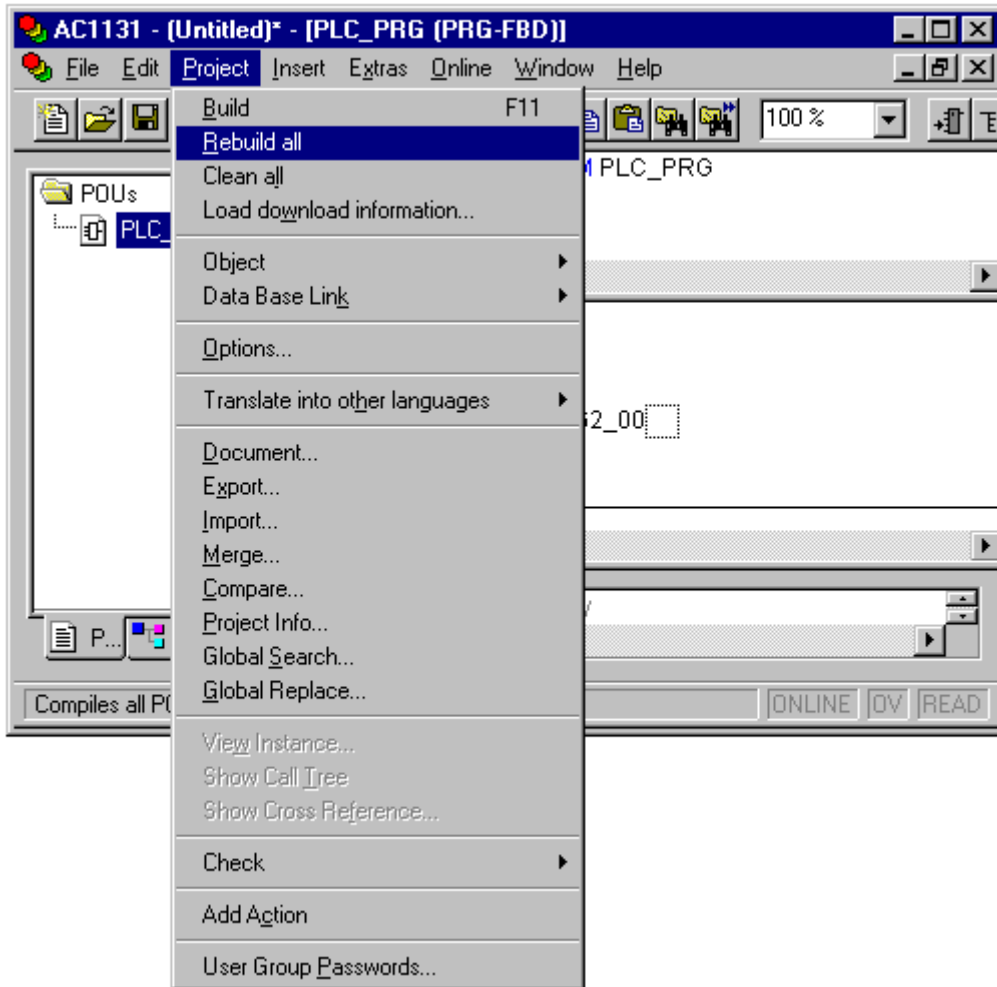 AC1131 - (Untitled)* - [PLC_PRG (PRG-FBD)]
File Edit Project Insert Extras Online Window Help
100 %
Build F11
Rebuild all
Clean all
Load download information...
Object
Data Base Link
Options...
Translate into other languages
Document...
Export...
Import...
Merge...
Compare...
Project Info...
Global Search...
Global Replace...
View Instance...
Show Call Tree
Show Cross Reference...
Check
Add Action
User Group Passwords...
M PLC_PRG
POUs
PLC_
2_00
P...
Compiles all PO
ONLINE OV READ